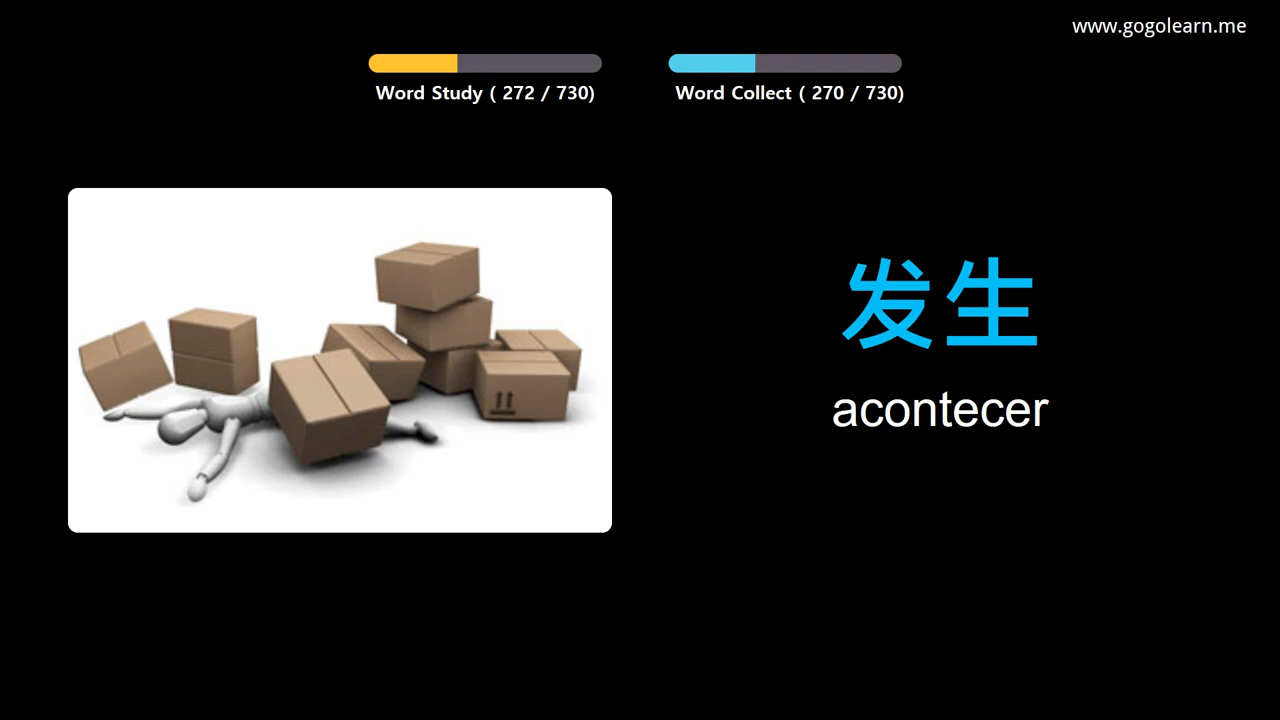 www.gogolearn.me
Word Study ( 272 / 730)
Word Collect ( 270 / 730)
发生
acontecer